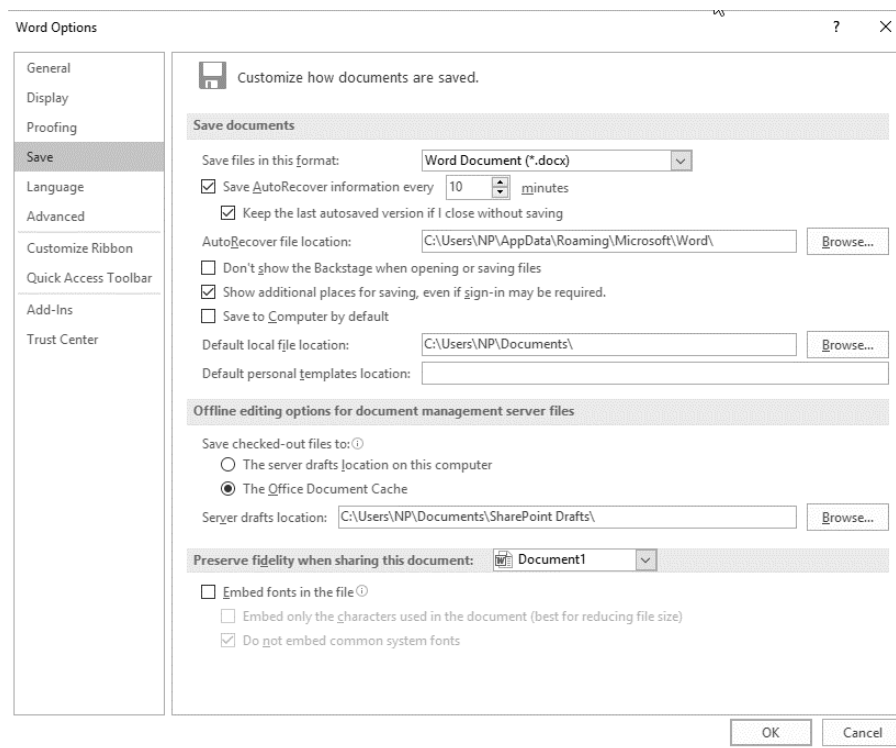 Word Options
?
General
Display
Proofing
Save
Language
Advanced
Customize Ribbon
Quick Access Toolbar
Add-Ins
Trust Center
Customize how documents are saved.
Save documents
Save files in this format: Word Document (*.docx)
Save AutoRecover information every 10 minutes
Keep the last autosaved version if I close without saving
AutoRecover file location: C:\Users\NP\AppData\Roaming\Microsoft\Word\ Browse...
Don't show the Backstage when opening or saving files
Show additional places for saving, even if sign-in may be required.
Save to Computer by default
Default local file location: C:\Users\NP\Documents\ Browse...
Default personal templates location:
Offline editing options for document management server files
Save checked-out files to:
The server drafts location on this computer
The Office Document Cache
Server drafts location: C:\Users\NP\Documents\SharePoint Drafts\ Browse...
Preserve fidelity when sharing this document: Document1
Embed fonts in the file
Embed only the characters used in the document (best for reducing file size)
Do not embed common system fonts
OK Cancel